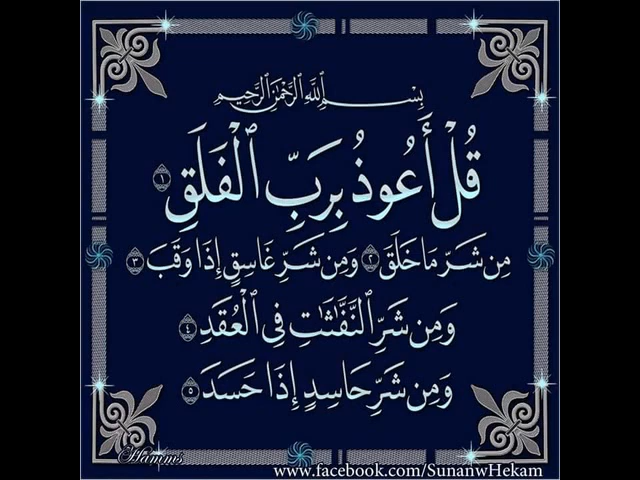 بِسْمِ ٱللَّهِ ٱلرَّحْمَٰنِ ٱلرَّحِيمِ
قُلْ أَعُوذُ بِرَبِّ ٱلْفَلَقِ ١
مِن شَرِّ مَا خَلَقَ ٢ وَمِن شَرِّ غَاسِقٍ إِذَا وَقَبَ ٣
وَمِن شَرِّ ٱلنَّفَّٰثَٰتِ فِى ٱلْعُقَدِ ٤
وَمِن شَرِّ حَاسِدٍ إِذَا حَسَدَ ٥
Hamms
www.facebook.com/SunanwHekam